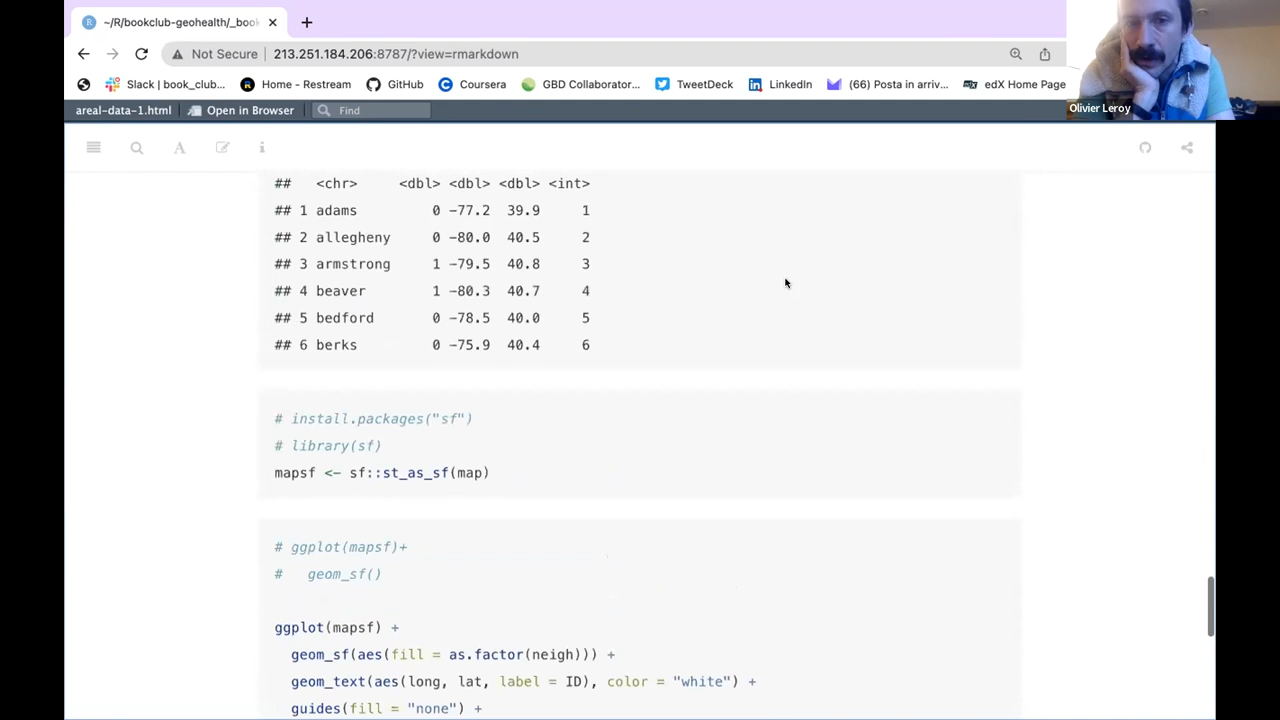 ~/R/bookclub-geohealth/_book
Not Secure
213.251.184.206:8787/?view=rmarkdown
Slack | book_club...
Home - Restream
GitHub
Coursera
GBD Collaborator...
TweetDeck
LinkedIn
(66) Posta in arriv...
edX Home Page
Olivier Leroy
areal-data-1.html
Open in Browser
Find
## <chr> <dbl> <dbl> <dbl> <int>
## 1 adams 0 -77.2 39.9 1
## 2 allegheny 0 -80.0 40.5 2
## 3 armstrong 1 -79.5 40.8 3
## 4 beaver 1 -80.3 40.7 4
## 5 bedford 0 -78.5 40.0 5
## 6 berks 0 -75.9 40.4 6
# install.packages("sf")
# library(sf)
mapsf <- sf::st_as_sf(map)
# ggplot(mapsf)+
# geom_sf()
ggplot(mapsf) +
geom_sf(aes(fill = as.factor(neigh))) +
geom_text(aes(long, lat, label = ID), color = "white") +
guides(fill = "none") +